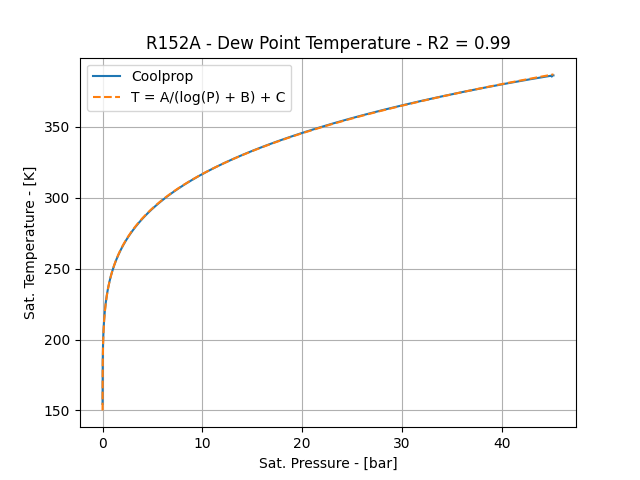 R152A - Dew Point Temperature - R2 = 0.99
Coolprop
T = A/(log(P) + B) + C
Sat. Temperature - [K]
350
300
250
200
150
0 10 20 30 40
Sat. Pressure - [bar]